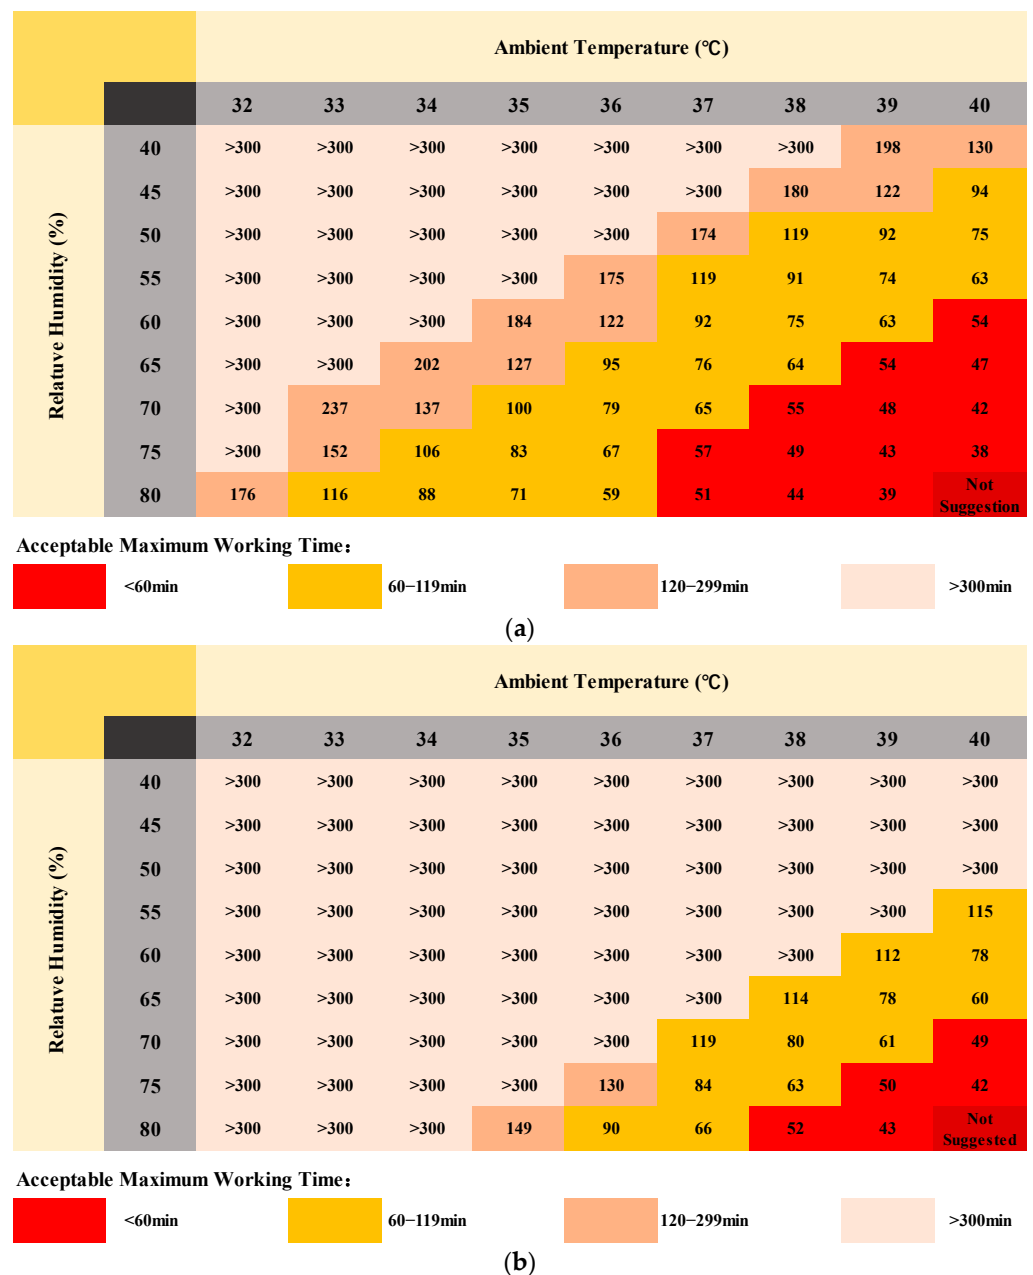 Ambient Temperature (℃)
32 33 34 35 36 37 38 39 40
Relatuve Humidity (%)
40 >300 >300 >300 >300 >300 >300 >300 198 130
45 >300 >300 >300 >300 >300 >300 180 122 94
50 >300 >300 >300 >300 >300 174 119 92 75
55 >300 >300 >300 >300 175 119 91 74 63
60 >300 >300 >300 184 122 92 75 63 54
65 >300 >300 202 127 95 76 64 54 47
70 >300 237 137 100 79 65 55 48 42
75 >300 152 106 83 67 57 49 43 38
80 176 116 88 71 59 51 44 39 Not
Suggestion
Acceptable Maximum Working Time：
<60min 60−119min 120−299min >300min
(a)
Ambient Temperature (℃)
32 33 34 35 36 37 38 39 40
Relatuve Humidity (%)
40 >300 >300 >300 >300 >300 >300 >300 >300 >300
45 >300 >300 >300 >300 >300 >300 >300 >300 >300
50 >300 >300 >300 >300 >300 >300 >300 >300 >300
55 >300 >300 >300 >300 >300 >300 >300 >300 115
60 >300 >300 >300 >300 >300 >300 >300 112 78
65 >300 >300 >300 >300 >300 >300 114 78 60
70 >300 >300 >300 >300 >300 119 80 61 49
75 >300 >300 >300 >300 130 84 63 50 42
80 >300 >300 >300 149 90 66 52 43 Not
Suggested
Acceptable Maximum Working Time：
<60min 60−119min 120−299min >300min
(b)